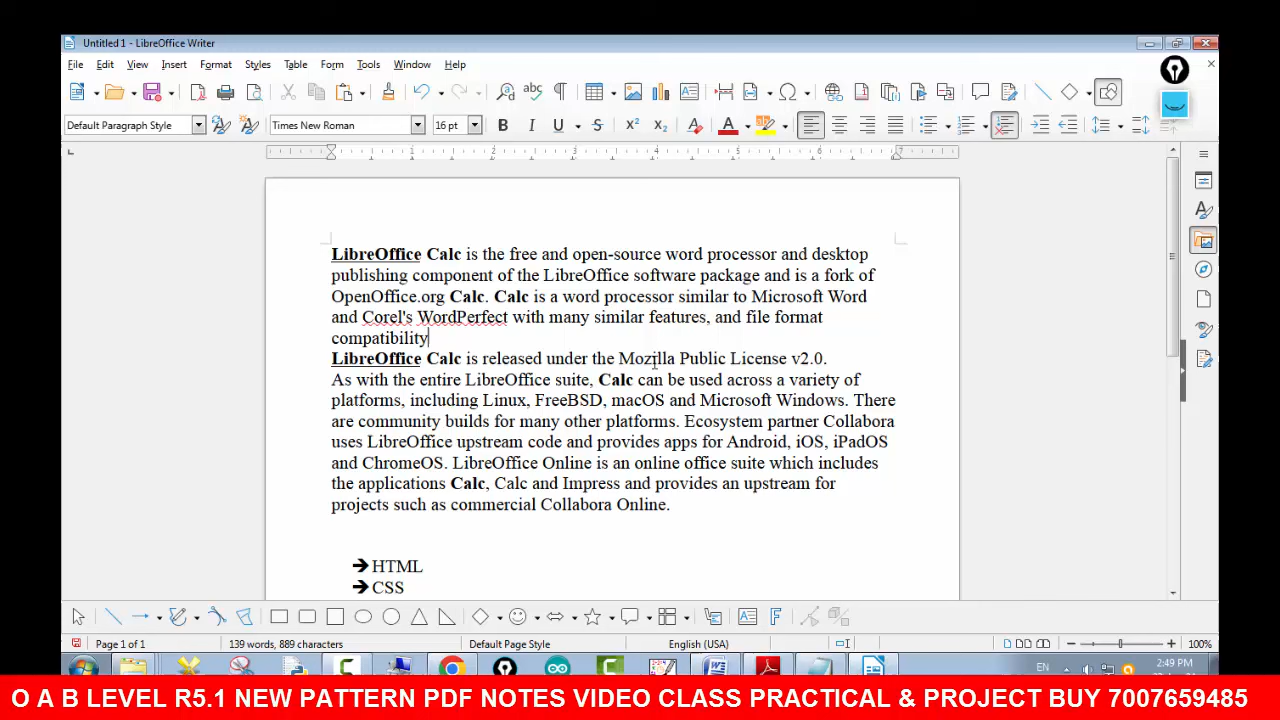 Untitled 1 - LibreOffice Writer
File Edit View Insert Format Styles Table Form Tools Window Help
Default Paragraph Style Times New Roman 16 pt
LibreOffice Calc is the free and open-source word processor and desktop
publishing component of the LibreOffice software package and is a fork of
OpenOffice.org Calc. Calc is a word processor similar to Microsoft Word
and Corel's WordPerfect with many similar features, and file format
compatibility
LibreOffice Calc is released under the Mozilla Public License v2.0.
As with the entire LibreOffice suite, Calc can be used across a variety of
platforms, including Linux, FreeBSD, macOS and Microsoft Windows. There
are community builds for many other platforms. Ecosystem partner Collabora
uses LibreOffice upstream code and provides apps for Android, iOS, iPadOS
and ChromeOS. LibreOffice Online is an online office suite which includes
the applications Calc, Calc and Impress and provides an upstream for
projects such as commercial Collabora Online.
➔ HTML
➔ CSS
Page 1 of 1 139 words, 889 characters Default Page Style English (USA) 100%
EN 2:49 PM
O A B LEVEL R5.1 NEW PATTERN PDF NOTES VIDEO CLASS PRACTICAL & PROJECT BUY 7007659485